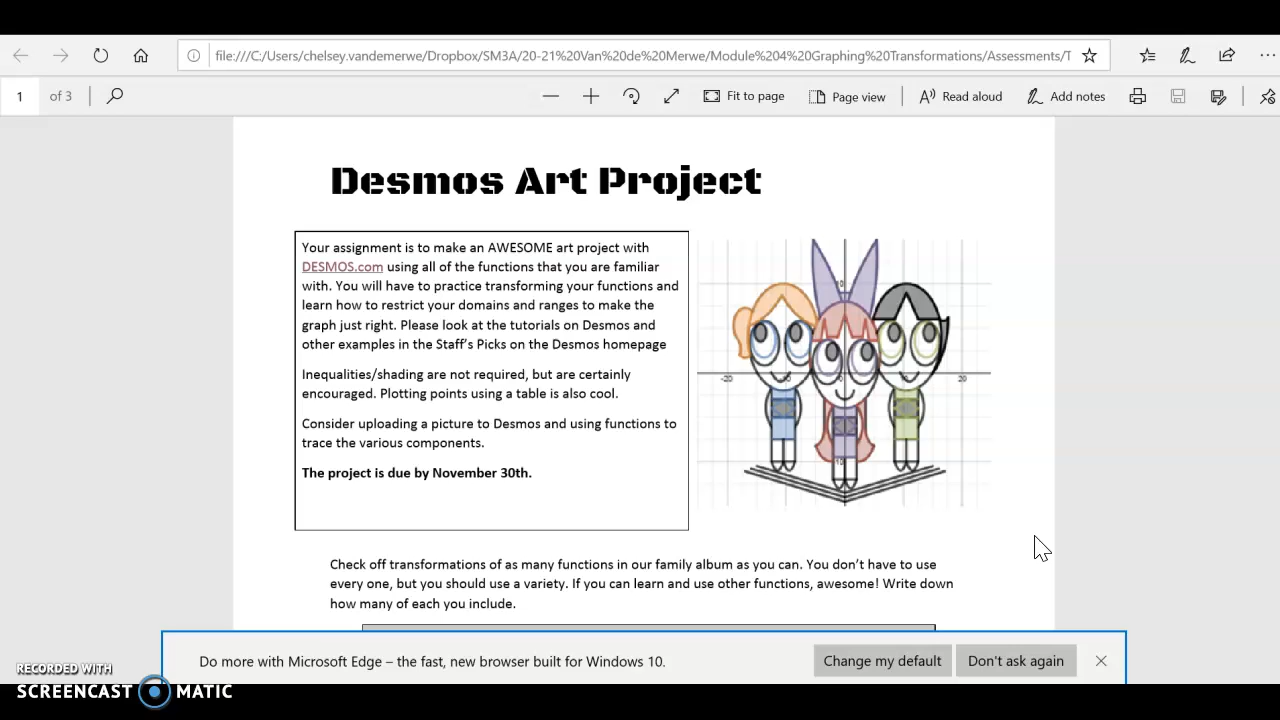 file:///C:/Users/chelsey.vandemerwe/Dropbox/SM3A/20-21%20Van%20de%20Merwe/Module%204%20Graphing%20Transformations/Assessments/T
1 of 3
Fit to page
Page view
Read aloud
Add notes
Desmos Art Project
Your assignment is to make an AWESOME art project with
DESMOS.com using all of the functions that you are familiar
with. You will have to practice transforming your functions and
learn how to restrict your domains and ranges to make the
graph just right. Please look at the tutorials on Desmos and
other examples in the Staff's Picks on the Desmos homepage
Inequalities/shading are not required, but are certainly
encouraged. Plotting points using a table is also cool.
Consider uploading a picture to Desmos and using functions to
trace the various components.
The project is due by November 30th.
-20
20
Check off transformations of as many functions in our family album as you can. You don't have to use
every one, but you should use a variety. If you can learn and use other functions, awesome! Write down
how many of each you include.
Do more with Microsoft Edge – the fast, new browser built for Windows 10.
Change my default
Don't ask again
RECORDED WITH
SCREENCAST MATIC